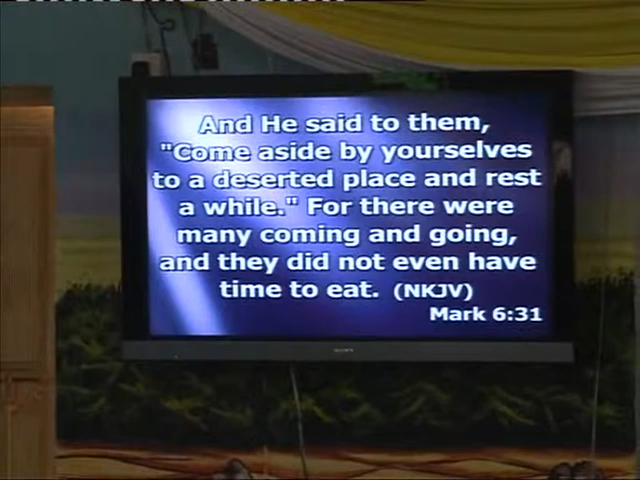 And He said to them,
"Come aside by yourselves
to a deserted place and rest
a while." For there were
many coming and going,
and they did not even have
time to eat. (NKJV)
Mark 6:31
SONY